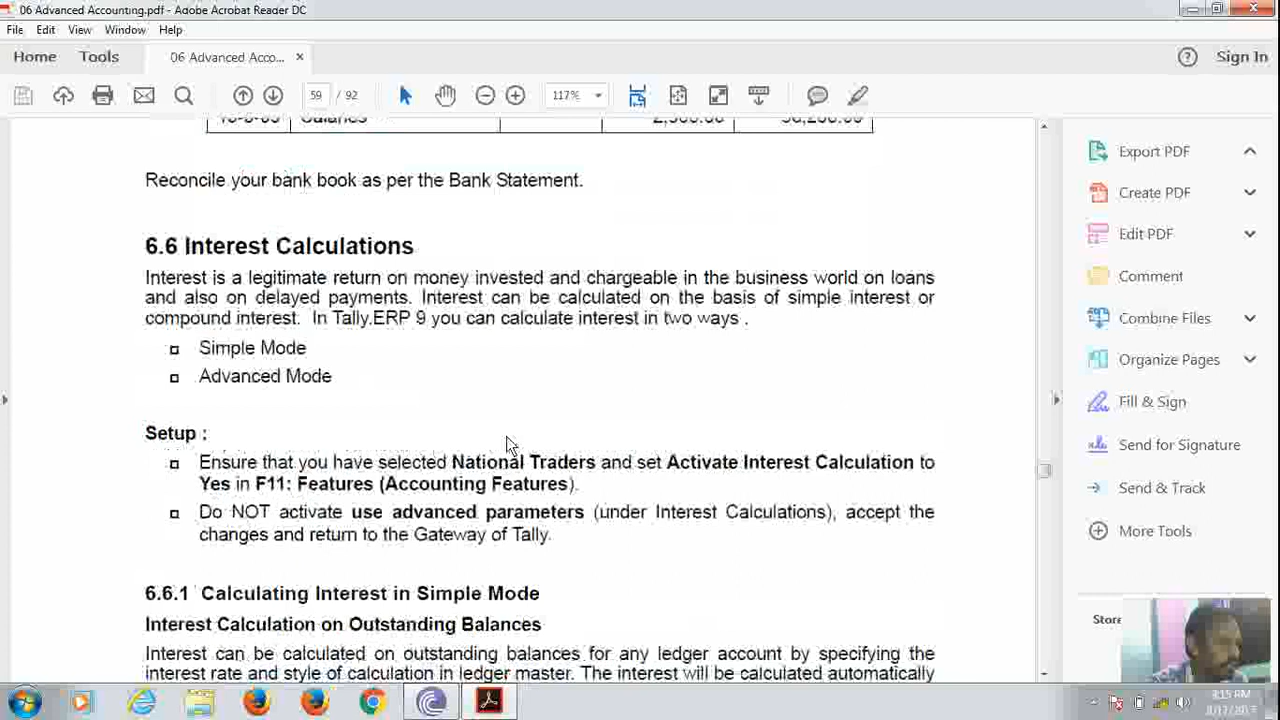 06 Advanced Accounting.pdf - Adobe Acrobat Reader DC
File Edit View Window Help
Home Tools 06 Advanced Acco... × ? Sign In
59 / 92 117%
Salaries
Reconcile your bank book as per the Bank Statement.
6.6 Interest Calculations
Interest is a legitimate return on money invested and chargeable in the business world on loans
and also on delayed payments. Interest can be calculated on the basis of simple interest or
compound interest. In Tally.ERP 9 you can calculate interest in two ways .
Simple Mode
Advanced Mode
Setup :
Ensure that you have selected National Traders and set Activate Interest Calculation to
Yes in F11: Features (Accounting Features).
Do NOT activate use advanced parameters (under Interest Calculations), accept the
changes and return to the Gateway of Tally.
6.6.1 Calculating Interest in Simple Mode
Interest Calculation on Outstanding Balances
Interest can be calculated on outstanding balances for any ledger account by specifying the
interest rate and style of calculation in ledger master. The interest will be calculated automatically
Export PDF
Create PDF
Edit PDF
Comment
Combine Files
Organize Pages
Fill & Sign
Send for Signature
Send & Track
More Tools
Store
3:15 PM